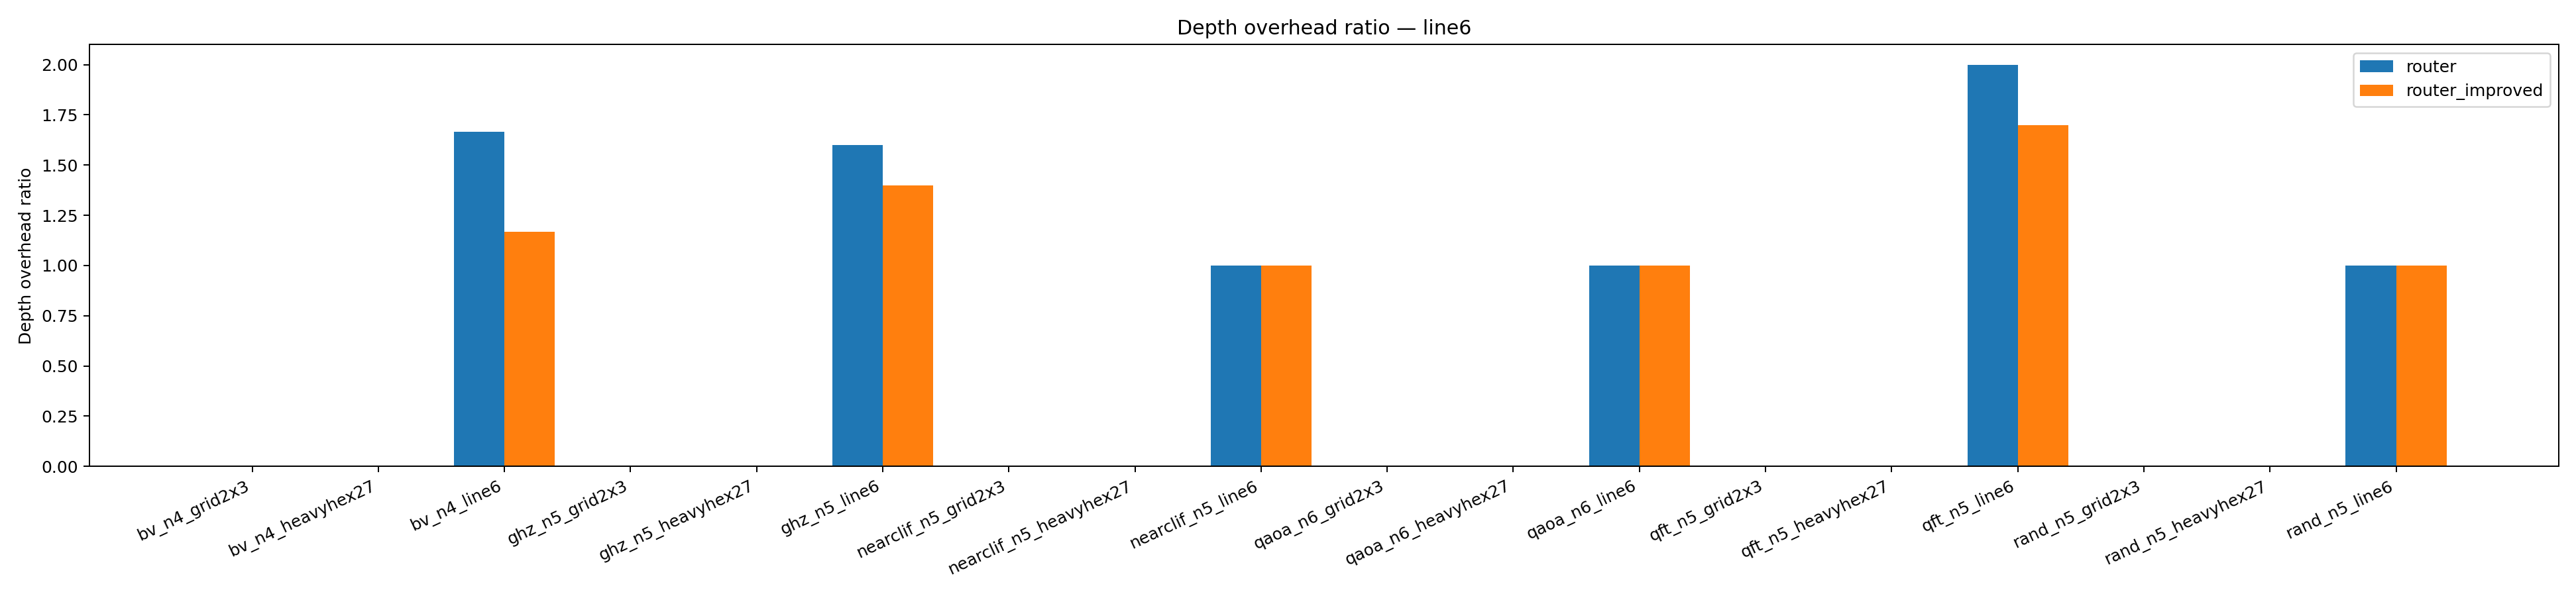 Depth overhead ratio — line6
router
router_improved
Depth overhead ratio
2.00
1.75
1.50
1.25
1.00
0.75
0.50
0.25
0.00
bv_n4_grid2x3
bv_n4_heavyhex27
bv_n4_line6
ghz_n5_grid2x3
ghz_n5_heavyhex27
ghz_n5_line6
nearclif_n5_grid2x3
nearclif_n5_heavyhex27
nearclif_n5_line6
qaoa_n6_grid2x3
qaoa_n6_heavyhex27
qaoa_n6_line6
qft_n5_grid2x3
qft_n5_heavyhex27
qft_n5_line6
rand_n5_grid2x3
rand_n5_heavyhex27
rand_n5_line6